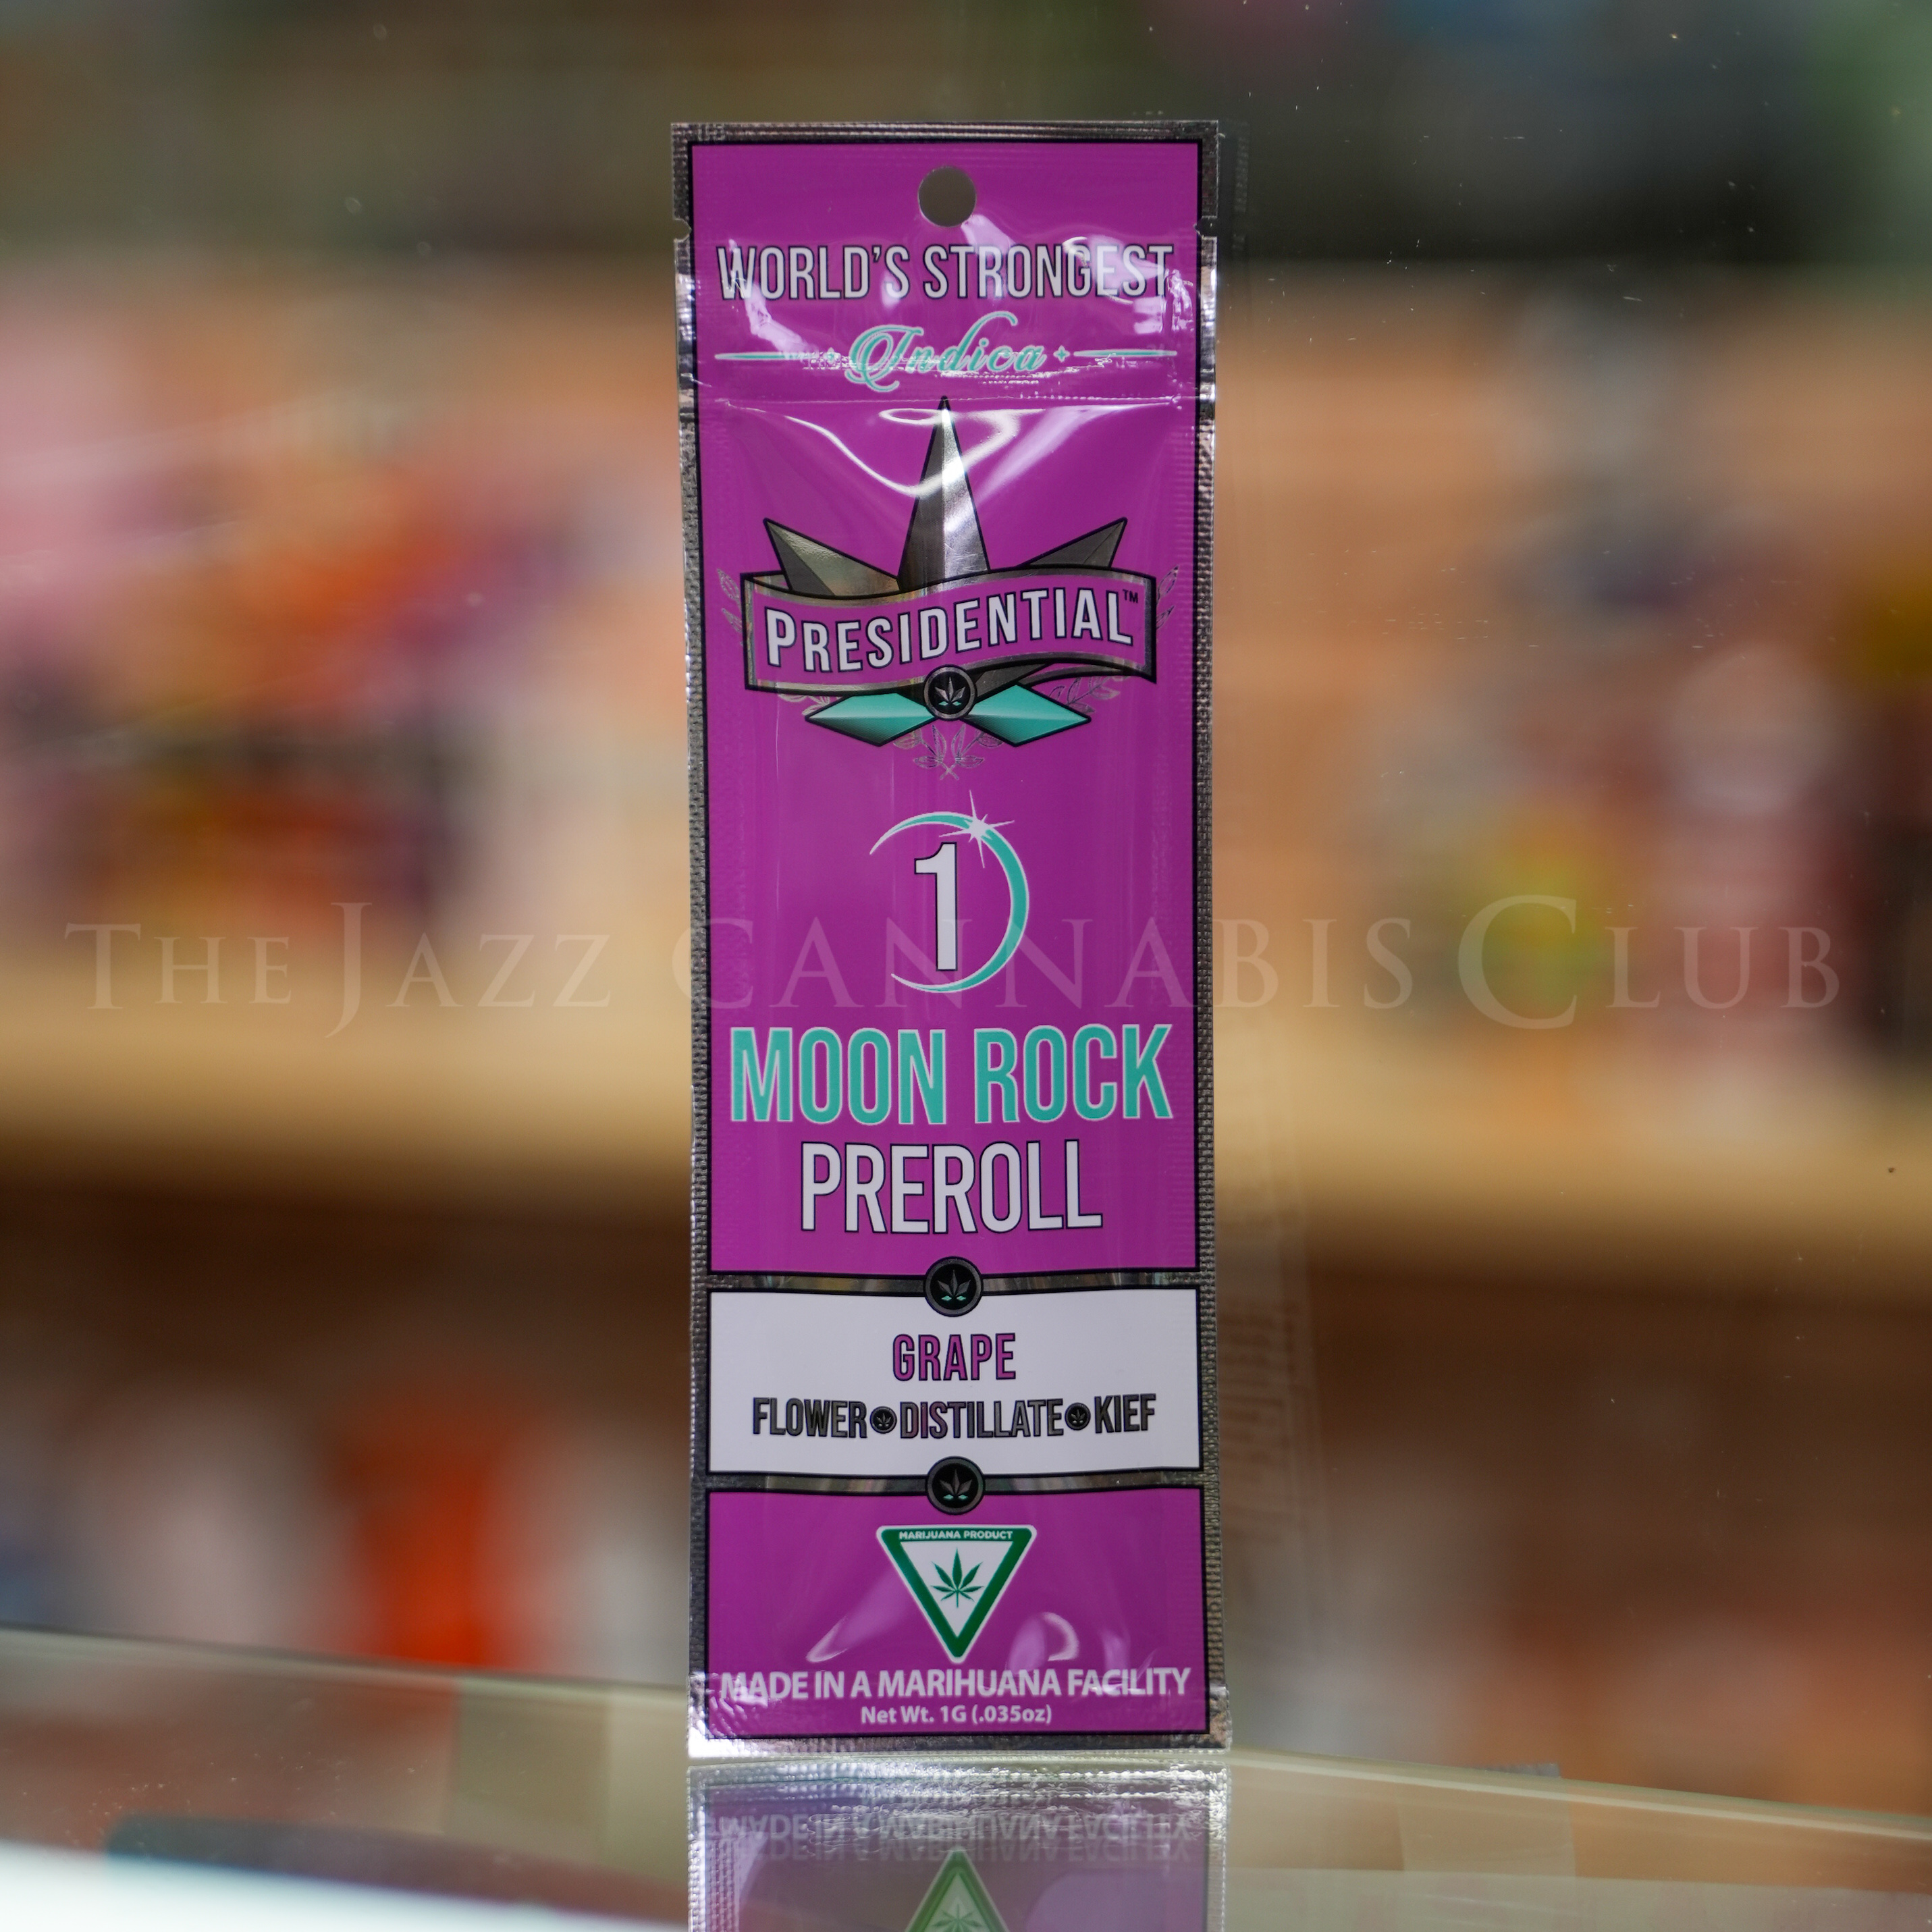 WORLD'S STRONGEST
Indica
PRESIDENTIAL™
1
THE JAZZ CANNABIS CLUB
MOON ROCK
PREROLL
GRAPE
FLOWER•DISTILLATE•KIEF
MARIJUANA PRODUCT
MADE IN A MARIHUANA FACILITY
Net Wt. 1G (.035oz)